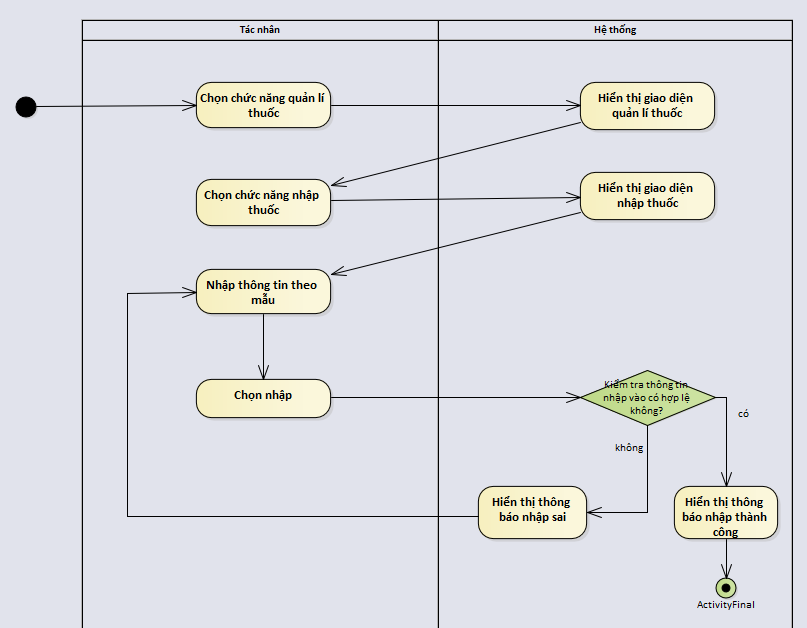 Tác nhân
Hệ thống
Chọn chức năng quản lí
thuốc
Hiển thị giao diện
quản lí thuốc
Chọn chức năng nhập
thuốc
Hiển thị giao diện
nhập thuốc
Nhập thông tin theo
mẫu
Chọn nhập
Kiểm tra thông tin
nhập vào có hợp lệ
không?
có
không
Hiển thị thông
báo nhập sai
Hiển thị thông
báo nhập thành
công
ActivityFinal